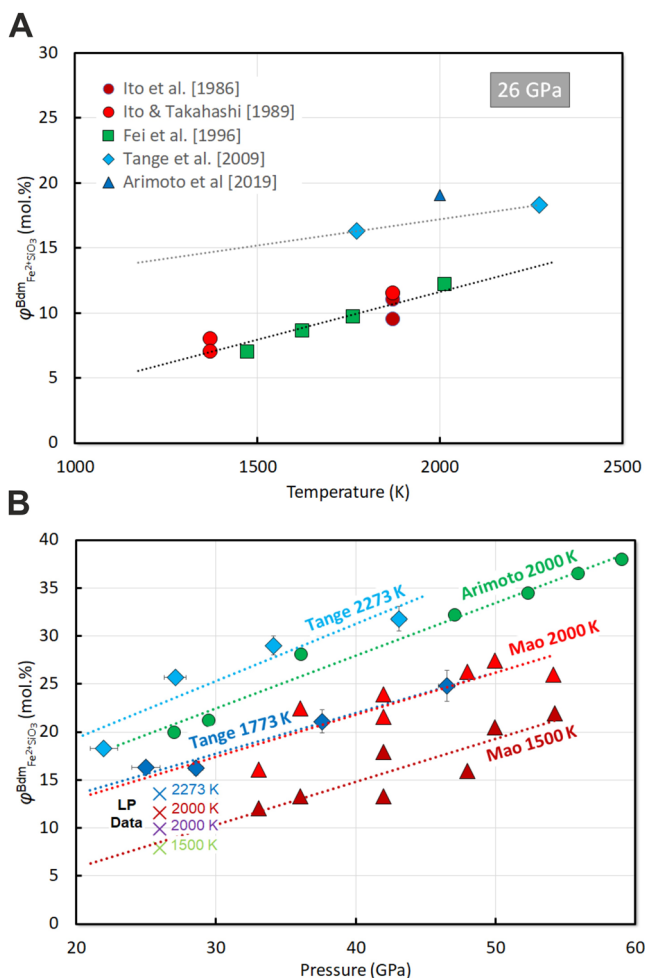 A
30
25
20
15
10
5
0
26 GPa
Ito et al. [1986]
Ito & Takahashi [1989]
Fei et al. [1996]
Tange et al. [2009]
Arimoto et al [2019]
φ^Bdm_Fe²⁺SiO₃ (mol.%)
1000 1500 2000 2500
Temperature (K)
B
40
35
30
25
20
15
10
5
0
Tange 2273 K
Arimoto 2000 K
Mao 2000 K
Tange 1773 K
Mao 1500 K
LP
Data
2273 K
2000 K
2000 K
1500 K
φ^Bdm_Fe²⁺SiO₃ (mol.%)
20 30 40 50 60
Pressure (GPa)